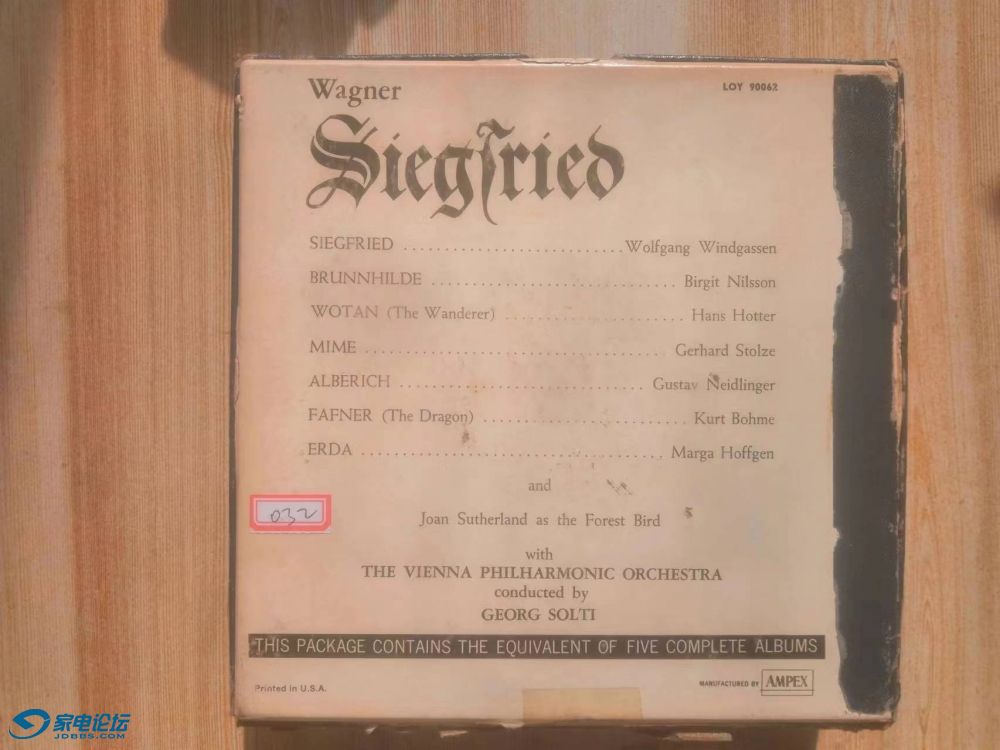 Wagner
LOY 90062
Siegfried
SIEGFRIED ........................ Wolfgang Windgassen
BRUNNHILDE ........................... Birgit Nilsson
WOTAN (The Wanderer) .................... Hans Hotter
MIME ................................ Gerhard Stolze
ALBERICH ........................... Gustav Neidlinger
FAFNER (The Dragon) ....................... Kurt Bohme
ERDA ................................ Marga Hoffgen
and
Joan Sutherland as the Forest Bird
032
with
THE VIENNA PHILHARMONIC ORCHESTRA
conducted by
GEORG SOLTI
THIS PACKAGE CONTAINS THE EQUIVALENT OF FIVE COMPLETE ALBUMS
Printed in U.S.A.
MANUFACTURED BY AMPEX
家电论坛
JDBBS.COM